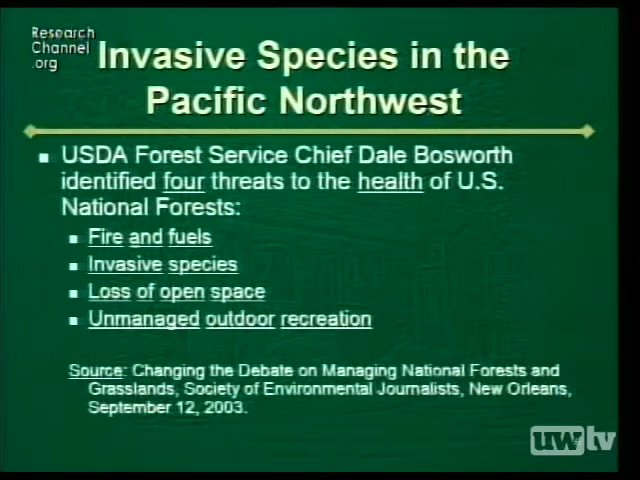 Research
Channel
.org
Invasive Species in the
Pacific Northwest
USDA Forest Service Chief Dale Bosworth
identified four threats to the health of U.S.
National Forests:
Fire and fuels
Invasive species
Loss of open space
Unmanaged outdoor recreation
Source: Changing the Debate on Managing National Forests and
Grasslands, Society of Environmental Journalists, New Orleans,
September 12, 2003.
uwtv